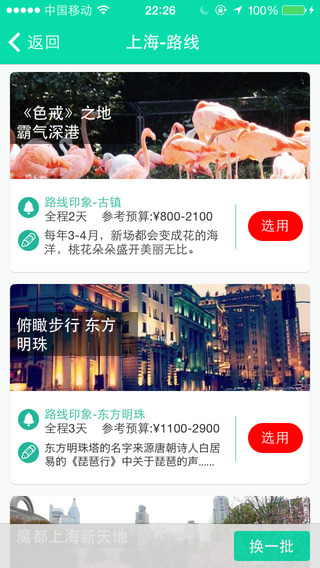 中国移动 22:26 100%
返回 上海-路线
《色戒》之地
霸气深港
路线印象-古镇
全程2天 参考预算:¥800-2100
每年3-4月，新场都会变成花的海
洋，桃花朵朵盛开美丽无比。
选用
俯瞰步行 东方
明珠
路线印象-东方明珠
全程3天 参考预算:¥1100-2900
东方明珠塔的名字来源唐朝诗人白居
易的《琵琶行》中关于琵琶的声......
选用
魔都上海新天地
换一批